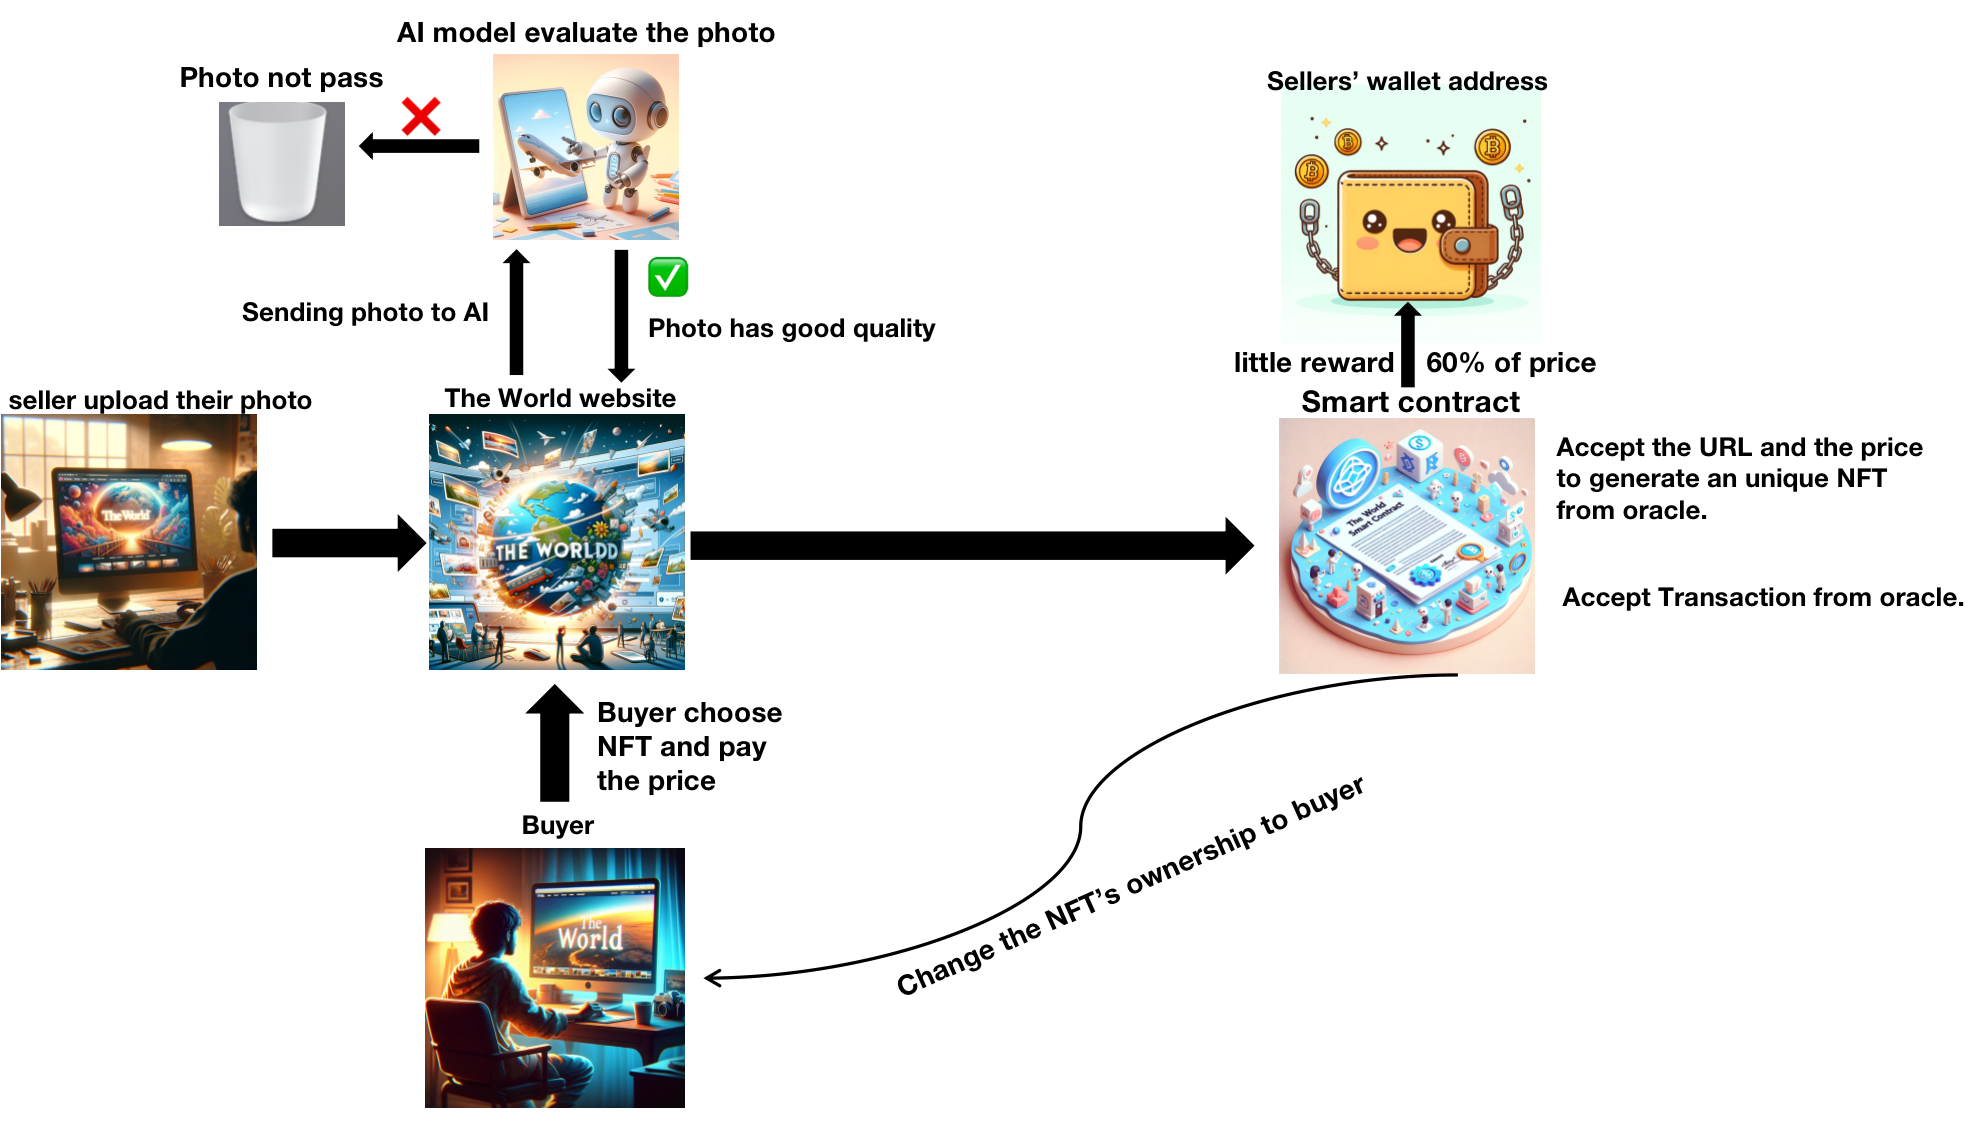 AI model evaluate the photo
Photo not pass
Sellers' wallet address
Sending photo to AI
Photo has good quality
little reward
60% of price
seller upload their photo
The World website
Smart contract
The World
THE WORLDD
The World
Smart Contract
Accept the URL and the price
to generate an unique NFT
from oracle.
Accept Transaction from oracle.
Buyer choose
NFT and pay
the price
Buyer
Change the NFT's ownership to buyer
The
World